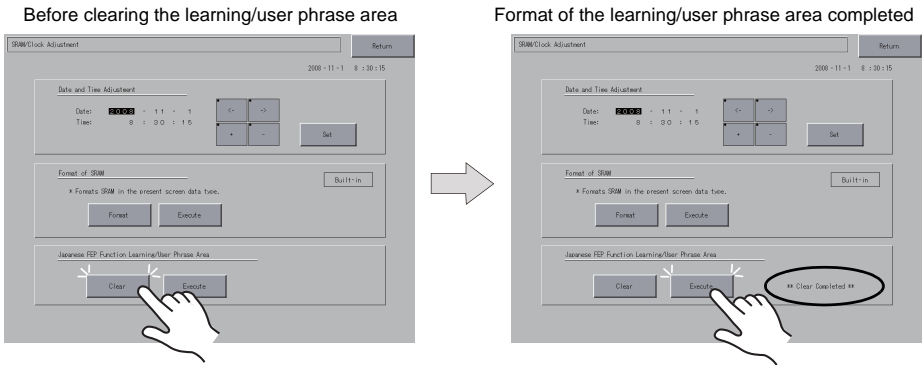 Before clearing the learning/user phrase area
SRAM/Clock Adjustment
Return
2008 - 11 - 1 8 : 30 : 15
Date and Time Adjustment
Date: 2008 - 11 - 1
Time: 8 : 30 : 15
<- ->
+ -
Set
Format of SRAM
Built-in
* Formats SRAM in the present screen data type.
Format Execute
Japanese FEP Function Learning/User Phrase Area
Clear Execute
Format of the learning/user phrase area completed
SRAM/Clock Adjustment
Return
2008 - 11 - 1 8 : 30 : 15
Date and Time Adjustment
Date: 2008 - 11 - 1
Time: 8 : 30 : 15
<- ->
+ -
Set
Format of SRAM
Built-in
* Formats SRAM in the present screen data type.
Format Execute
Japanese FEP Function Learning/User Phrase Area
Clear Execute
** Clear Completed **